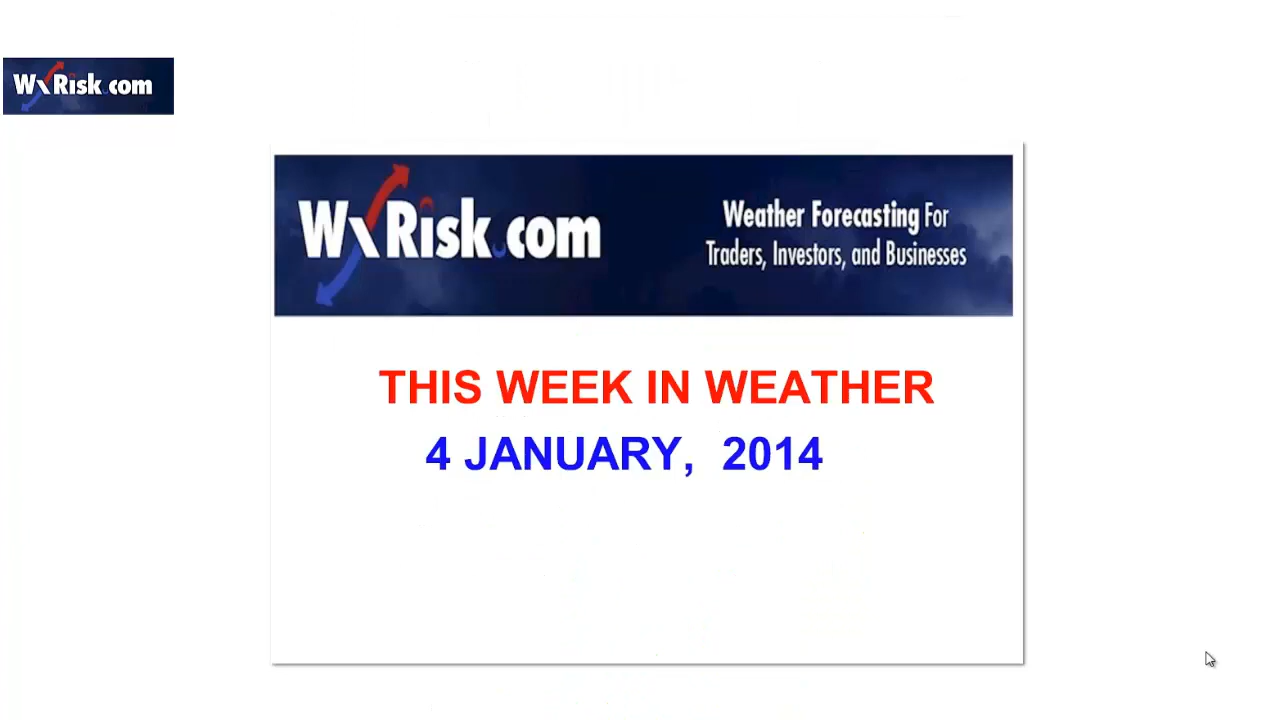 WxRisk.com
WxRisk.com
Weather Forecasting For
Traders, Investors, and Businesses
THIS WEEK IN WEATHER
4 JANUARY, 2014